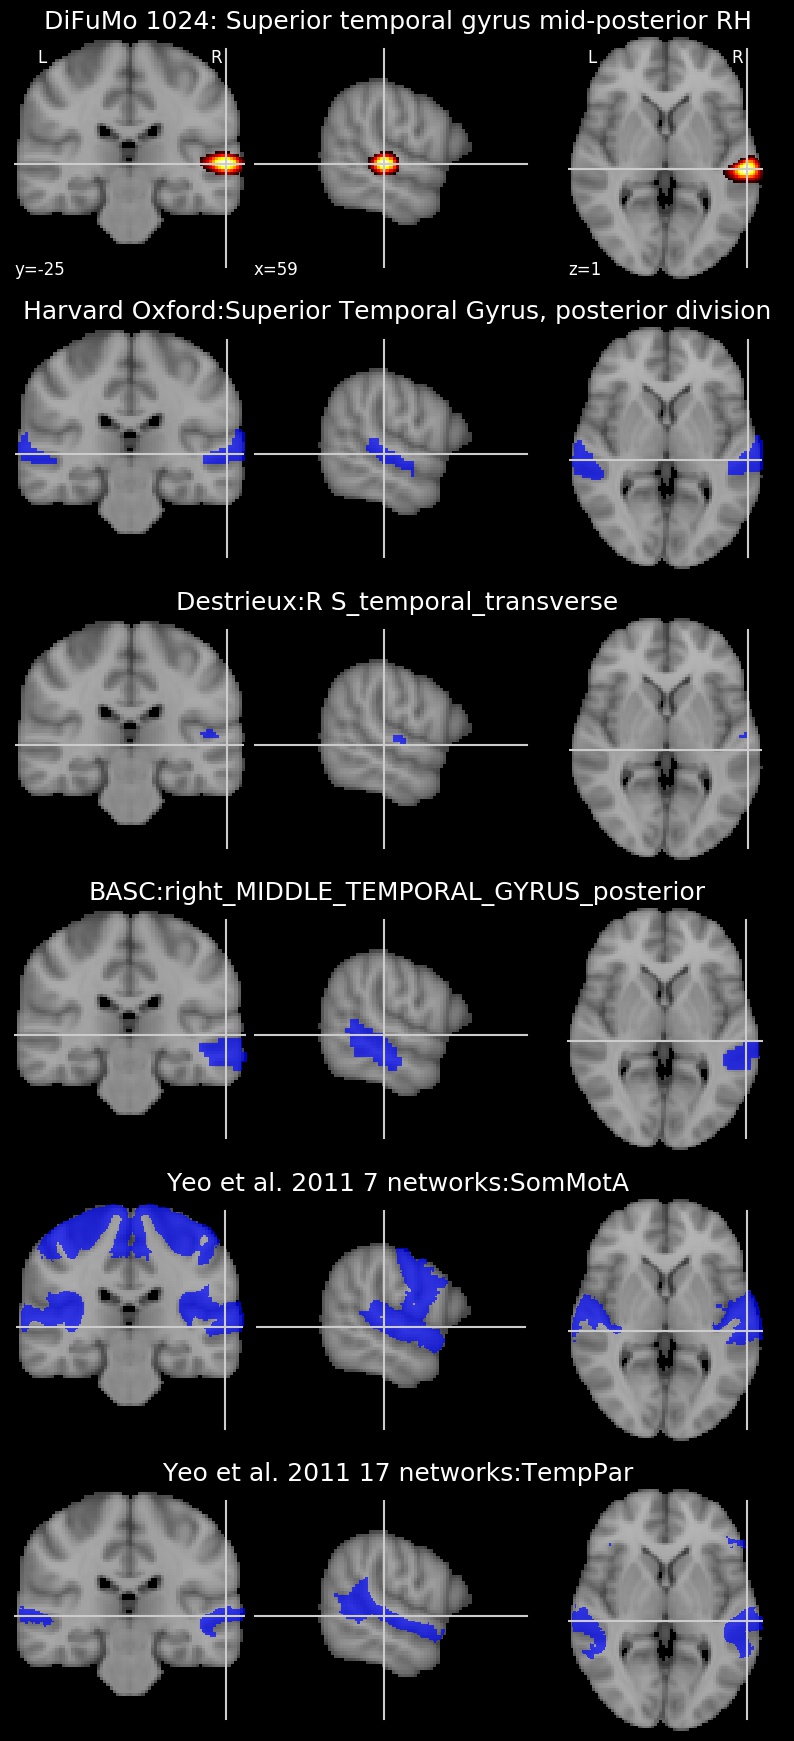 DiFuMo 1024: Superior temporal gyrus mid-posterior RH
L R L R
y=-25 x=59 z=1
Harvard Oxford:Superior Temporal Gyrus, posterior division
Destrieux:R S_temporal_transverse
BASC:right_MIDDLE_TEMPORAL_GYRUS_posterior
Yeo et al. 2011 7 networks:SomMotA
Yeo et al. 2011 17 networks:TempPar